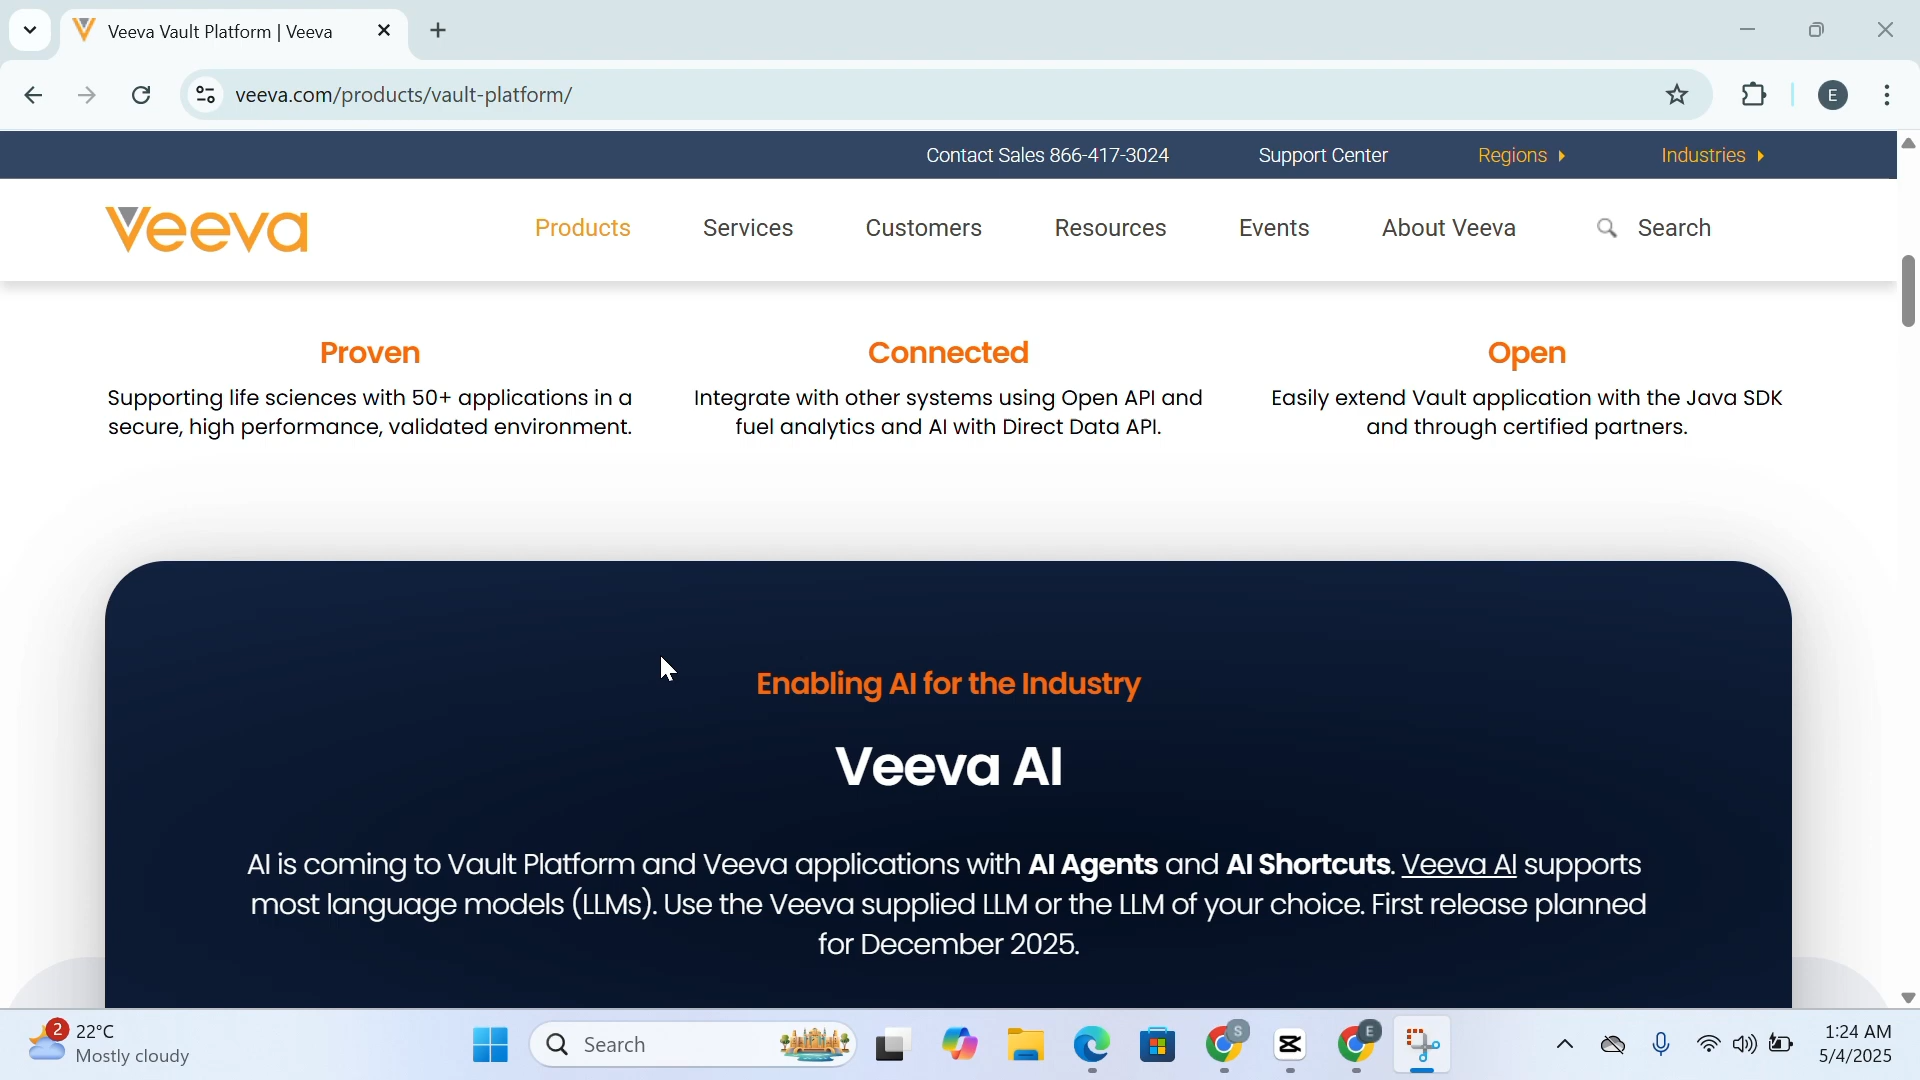 Veeva Vault Platform | Veeva
veeva.com/products/vault-platform/
E
Contact Sales 866-417-3024 Support Center Regions Industries
Veeva Products Services Customers Resources Events About Veeva Search
Proven
Supporting life sciences with 50+ applications in a
secure, high performance, validated environment.
Connected
Integrate with other systems using Open API and
fuel analytics and AI with Direct Data API.
Open
Easily extend Vault application with the Java SDK
and through certified partners.
Enabling AI for the Industry
Veeva AI
AI is coming to Vault Platform and Veeva applications with AI Agents and AI Shortcuts. Veeva AI supports
most language models (LLMs). Use the Veeva supplied LLM or the LLM of your choice. First release planned
for December 2025.
2
22°C
Mostly cloudy
Search
S
E
1:24 AM
5/4/2025